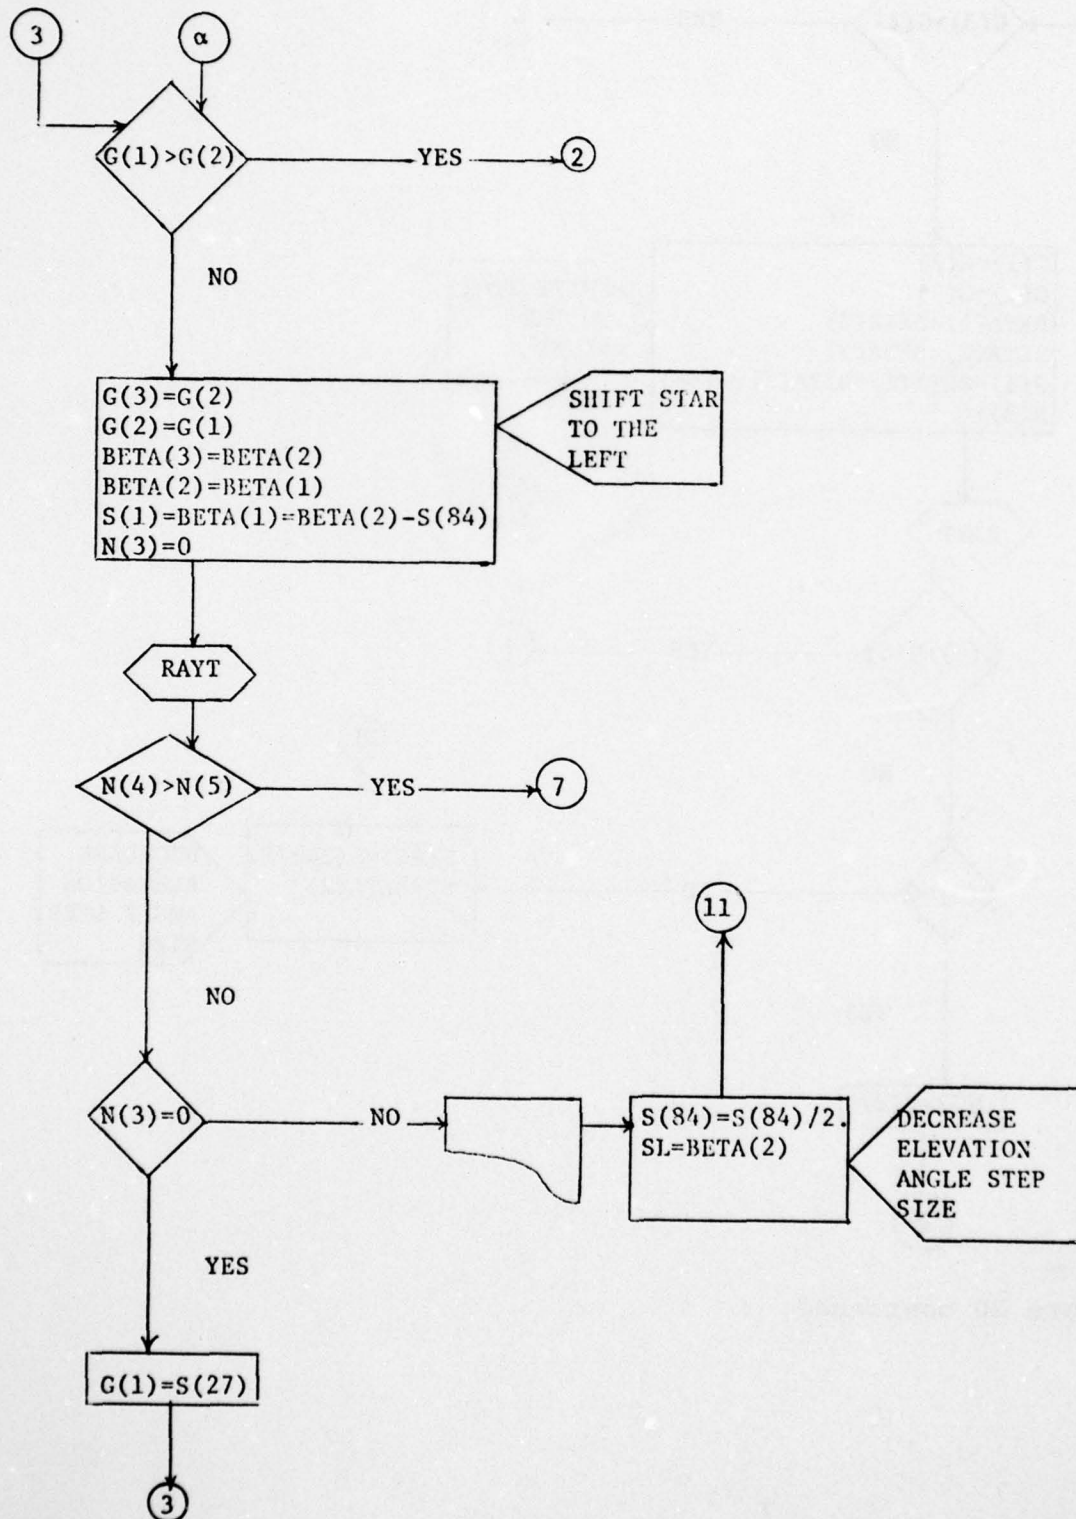 3
α
G(1)>G(2)
YES
2
NO
G(3)=G(2)
G(2)=G(1)
BETA(3)=BETA(2)
BETA(2)=BETA(1)
S(1)=BETA(1)=BETA(2)-S(84)
N(3)=0
SHIFT STAR
TO THE
LEFT
RAYT
N(4)>N(5)
YES
7
11
NO
N(3)=0
NO
S(84)=S(84)/2.
SL=BETA(2)
DECREASE
ELEVATION
ANGLE STEP
SIZE
YES
G(1)=S(27)
3